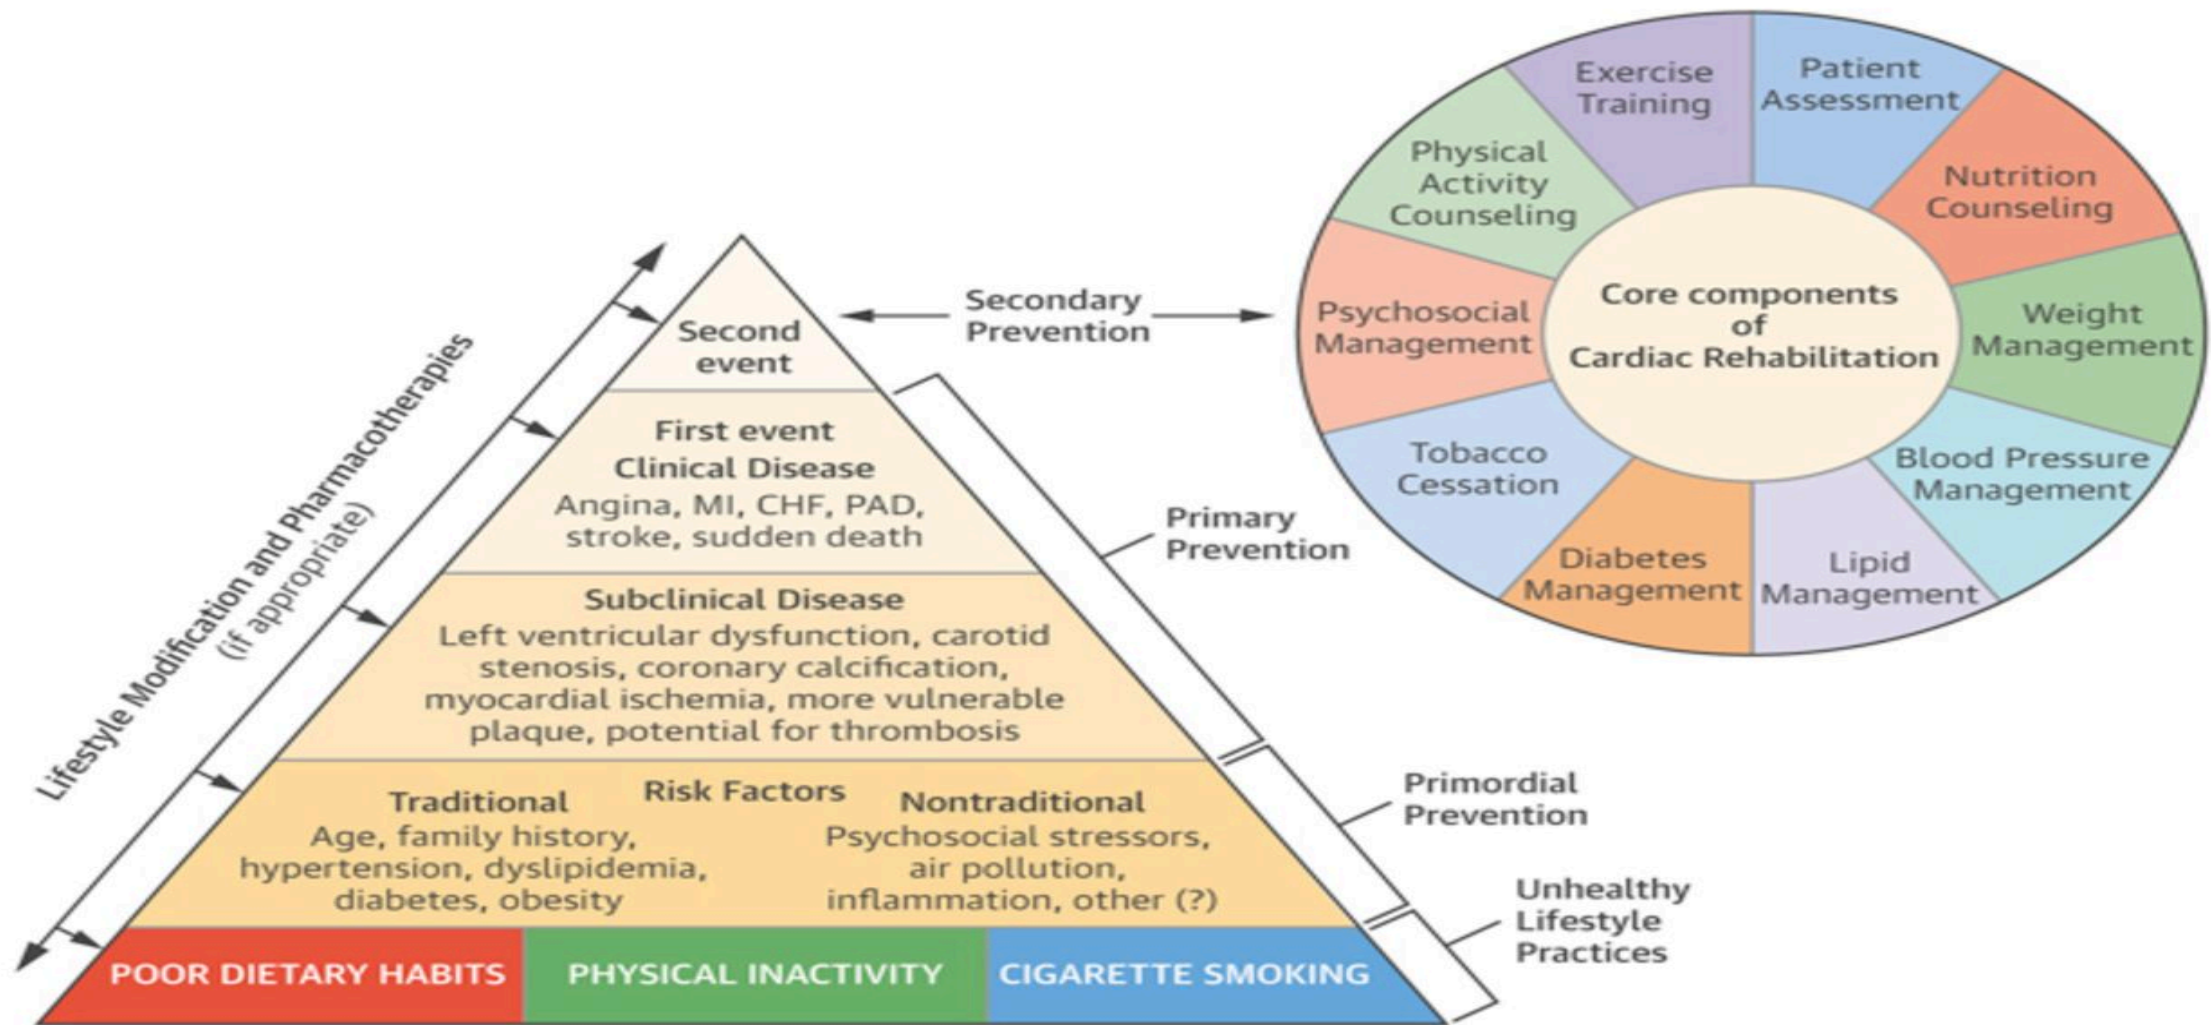 Lifestyle Modification and Pharmacotherapies
(if appropriate)
Second
event
First event
Clinical Disease
Angina, MI, CHF, PAD,
stroke, sudden death
Subclinical Disease
Left ventricular dysfunction, carotid
stenosis, coronary calcification,
myocardial ischemia, more vulnerable
plaque, potential for thrombosis
Risk Factors
Traditional
Age, family history,
hypertension, dyslipidemia,
diabetes, obesity
Nontraditional
Psychosocial stressors,
air pollution,
inflammation, other (?)
POOR DIETARY HABITS
PHYSICAL INACTIVITY
CIGARETTE SMOKING
Secondary
Prevention
Primary
Prevention
Primordial
Prevention
Unhealthy
Lifestyle
Practices
Core components
of
Cardiac Rehabilitation
Patient
Assessment
Nutrition
Counseling
Weight
Management
Blood Pressure
Management
Lipid
Management
Diabetes
Management
Tobacco
Cessation
Psychosocial
Management
Physical
Activity
Counseling
Exercise
Training